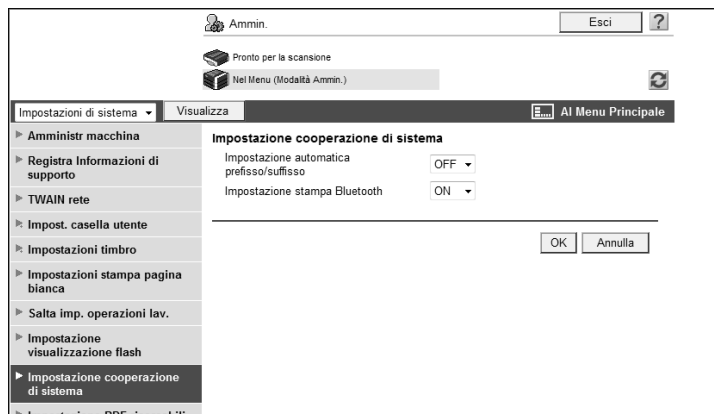 Ammin.
Esci
?
Pronto per la scansione
Nel Menu (Modalità Ammin.)
Impostazioni di sistema
Visualizza
Al Menu Principale
Amministr macchina
Registra Informazioni di
supporto
TWAIN rete
Impost. casella utente
Impostazioni timbro
Impostazioni stampa pagina
bianca
Salta imp. operazioni lav.
Impostazione
visualizzazione flash
Impostazione cooperazione
di sistema
Impostazione cooperazione di sistema
Impostazione automatica
prefisso/suffisso
OFF
Impostazione stampa Bluetooth
ON
OK
Annulla